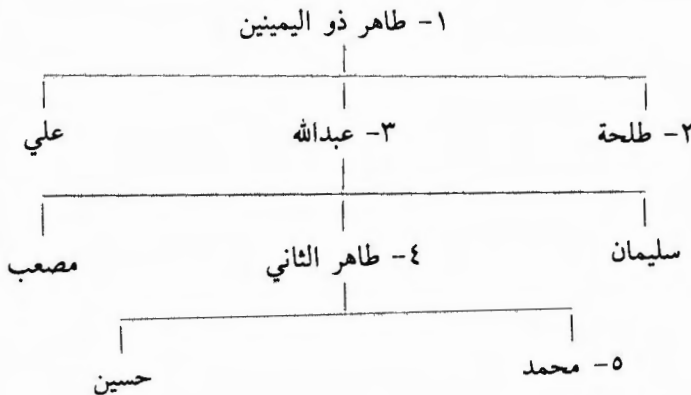 ١- طاهر ذو اليمينين
٢- طلحة ٣- عبدالله علي
سليمان ٤- طاهر الثاني مصعب
٥- محمد حسين